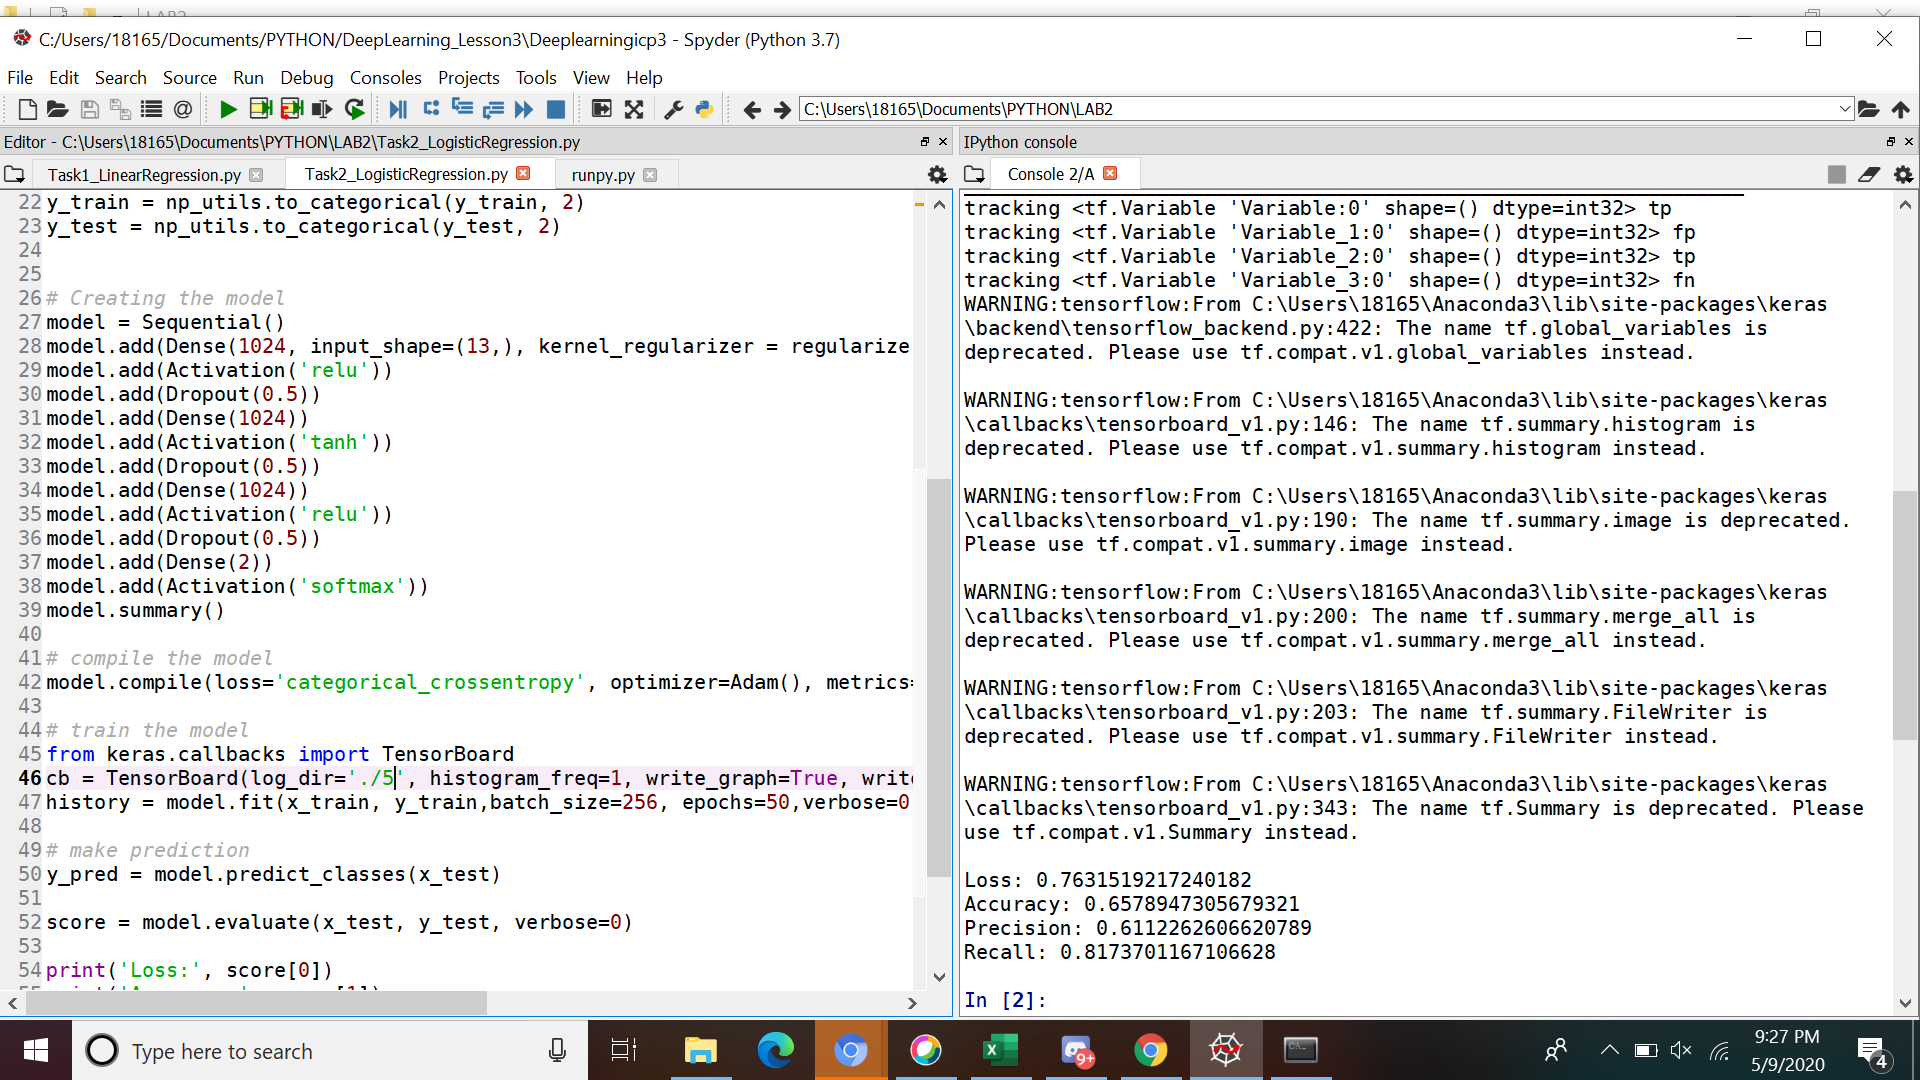 LAB2
C:/Users/18165/Documents/PYTHON/DeepLearning_Lesson3\Deeplearningicp3 - Spyder (Python 3.7)
File Edit Search Source Run Debug Consoles Projects Tools View Help
C:\Users\18165\Documents\PYTHON\LAB2
Editor - C:\Users\18165\Documents\PYTHON\LAB2\Task2_LogisticRegression.py
Task1_LinearRegression.py Task2_LogisticRegression.py runpy.py
22 y_train = np_utils.to_categorical(y_train, 2)
23 y_test = np_utils.to_categorical(y_test, 2)
24
25
26 # Creating the model
27 model = Sequential()
28 model.add(Dense(1024, input_shape=(13,), kernel_regularizer = regularize
29 model.add(Activation('relu'))
30 model.add(Dropout(0.5))
31 model.add(Dense(1024))
32 model.add(Activation('tanh'))
33 model.add(Dropout(0.5))
34 model.add(Dense(1024))
35 model.add(Activation('relu'))
36 model.add(Dropout(0.5))
37 model.add(Dense(2))
38 model.add(Activation('softmax'))
39 model.summary()
40
41 # compile the model
42 model.compile(loss='categorical_crossentropy', optimizer=Adam(), metrics=
43
44 # train the model
45 from keras.callbacks import TensorBoard
46 cb = TensorBoard(log_dir='./5', histogram_freq=1, write_graph=True, writ
47 history = model.fit(x_train, y_train,batch_size=256, epochs=50,verbose=0
48
49 # make prediction
50 y_pred = model.predict_classes(x_test)
51
52 score = model.evaluate(x_test, y_test, verbose=0)
53
54 print('Loss:', score[0])
IPython console
Console 2/A
tracking <tf.Variable 'Variable:0' shape=() dtype=int32> tp
tracking <tf.Variable 'Variable_1:0' shape=() dtype=int32> fp
tracking <tf.Variable 'Variable_2:0' shape=() dtype=int32> tp
tracking <tf.Variable 'Variable_3:0' shape=() dtype=int32> fn
WARNING:tensorflow:From C:\Users\18165\Anaconda3\lib\site-packages\keras
\backend\tensorflow_backend.py:422: The name tf.global_variables is
deprecated. Please use tf.compat.v1.global_variables instead.
WARNING:tensorflow:From C:\Users\18165\Anaconda3\lib\site-packages\keras
\callbacks\tensorboard_v1.py:146: The name tf.summary.histogram is
deprecated. Please use tf.compat.v1.summary.histogram instead.
WARNING:tensorflow:From C:\Users\18165\Anaconda3\lib\site-packages\keras
\callbacks\tensorboard_v1.py:190: The name tf.summary.image is deprecated.
Please use tf.compat.v1.summary.image instead.
WARNING:tensorflow:From C:\Users\18165\Anaconda3\lib\site-packages\keras
\callbacks\tensorboard_v1.py:200: The name tf.summary.merge_all is
deprecated. Please use tf.compat.v1.summary.merge_all instead.
WARNING:tensorflow:From C:\Users\18165\Anaconda3\lib\site-packages\keras
\callbacks\tensorboard_v1.py:203: The name tf.summary.FileWriter is
deprecated. Please use tf.compat.v1.summary.FileWriter instead.
WARNING:tensorflow:From C:\Users\18165\Anaconda3\lib\site-packages\keras
\callbacks\tensorboard_v1.py:343: The name tf.Summary is deprecated. Please
use tf.compat.v1.Summary instead.
Loss: 0.7631519217240182
Accuracy: 0.6578947305679321
Precision: 0.6112262606620789
Recall: 0.8173701167106628
In [2]:
Type here to search
9+
9:27 PM
5/9/2020
4